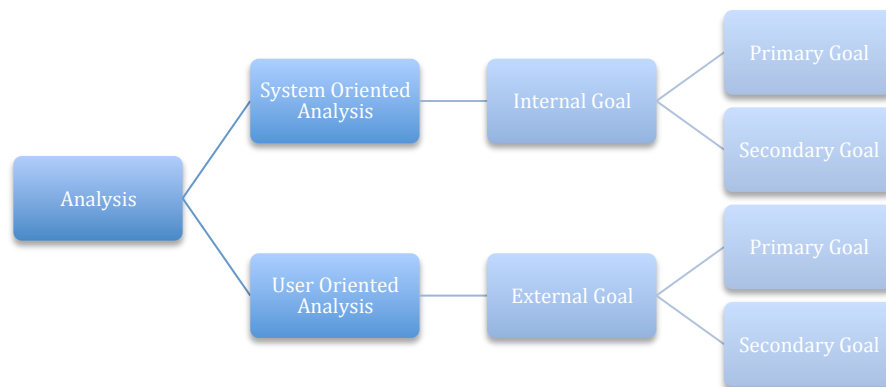 Analysis
System Oriented
Analysis
Internal Goal
Primary Goal
Secondary Goal
User Oriented
Analysis
External Goal
Primary Goal
Secondary Goal